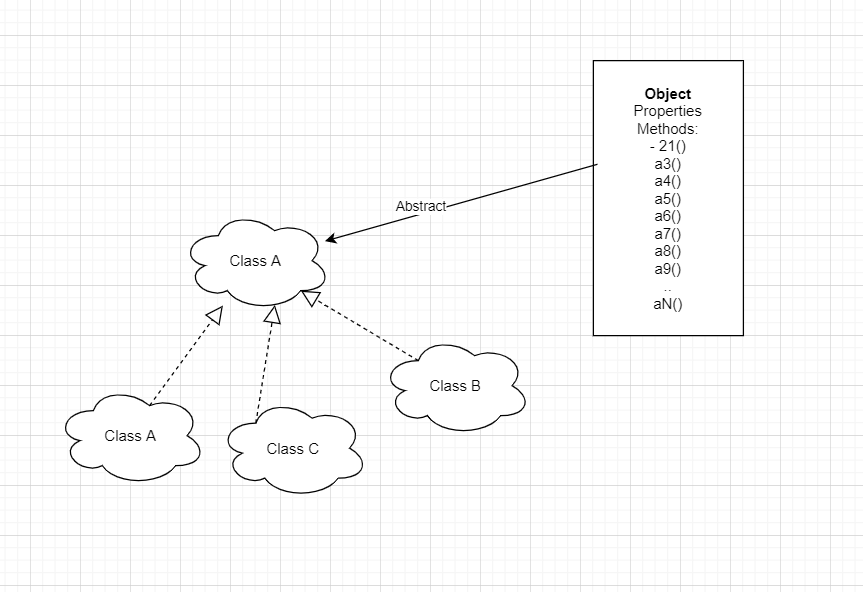 Object
Properties
Methods:
- 21()
a3()
a4()
a5()
a6()
a7()
a8()
a9()
..
aN()
Abstract
Class A
Class B
Class A
Class C